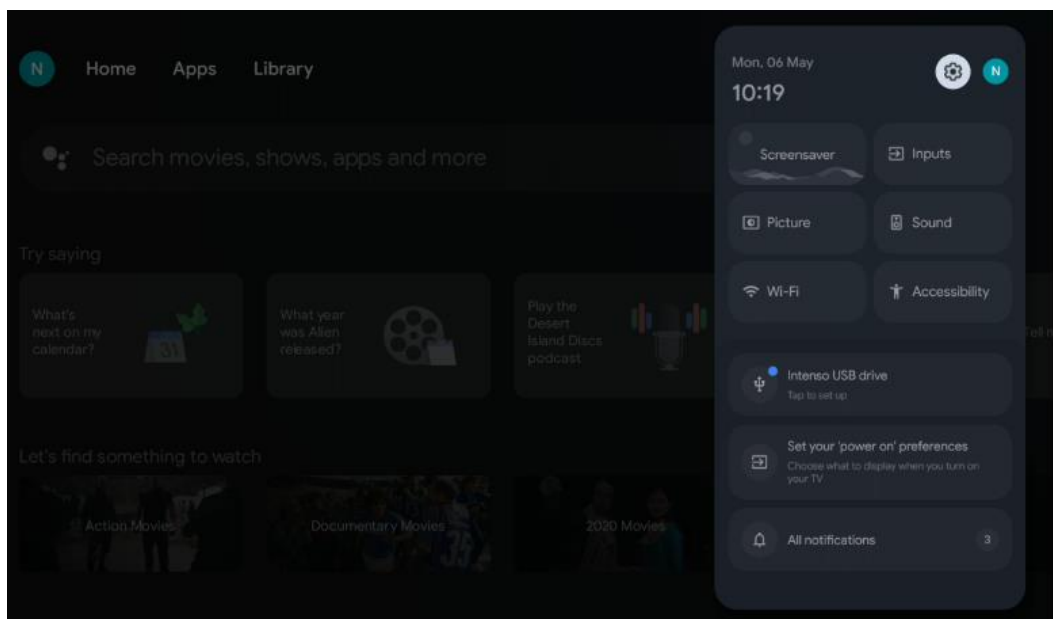 N
Home
Apps
Library
Search movies, shows, apps and more
Try saying
What's
next on my
calendar?
31
What year
was Alien
released?
Play the
Desert
Island Discs
podcast
Tell
Let's find something to watch
Action Movies
Documentary Movies
35
2020 Movies
Mon, 06 May
10:19
N
Screensaver
Inputs
Picture
Sound
Wi-Fi
Accessibility
Intenso USB drive
Tap to set up
Set your 'power on' preferences
Choose what to display when you turn on
your TV
All notifications
3